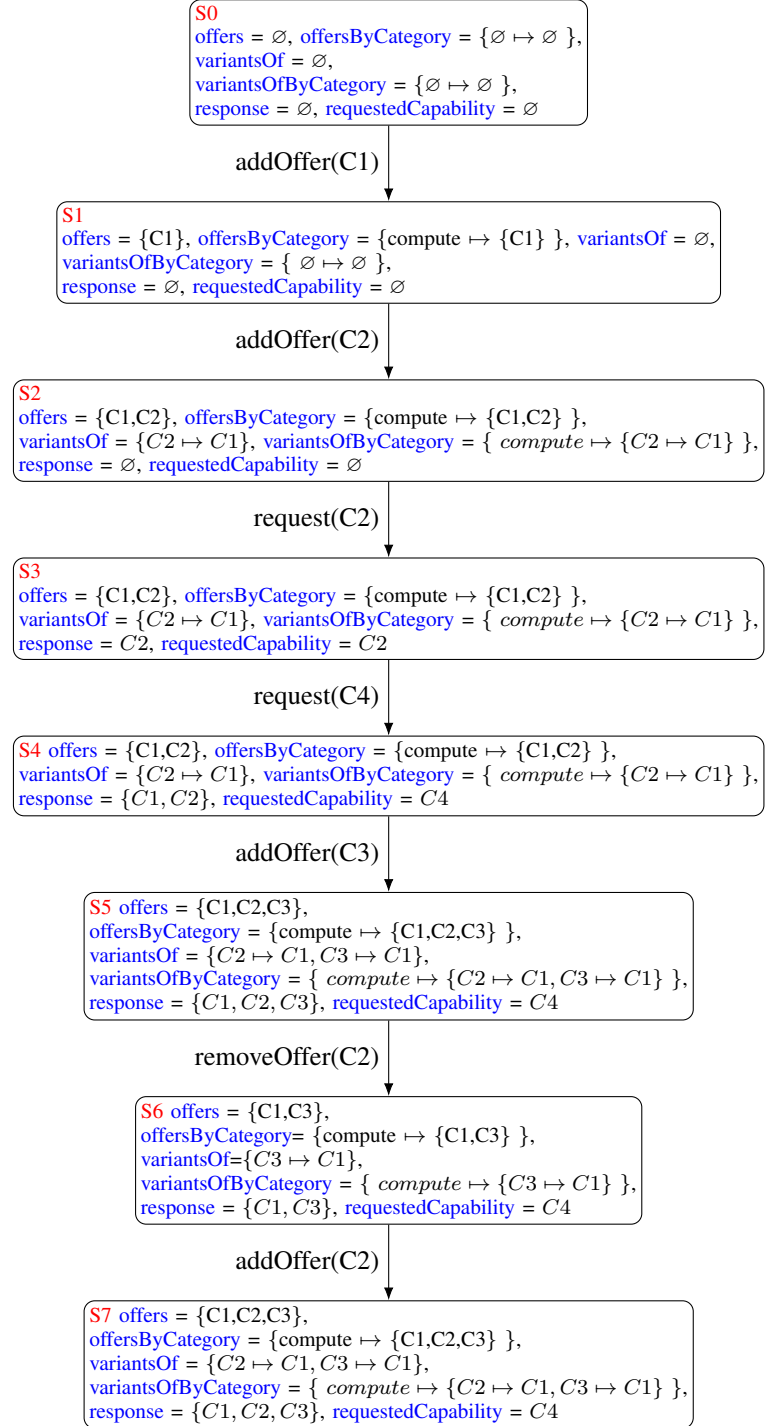 S0
offers = ∅, offersByCategory = {∅ ↦ ∅ },
variantsOf = ∅,
variantsOfByCategory = {∅ ↦ ∅ },
response = ∅, requestedCapability = ∅
addOffer(C1)
S1
offers = {C1}, offersByCategory = {compute ↦ {C1} }, variantsOf = ∅,
variantsOfByCategory = { ∅ ↦ ∅ },
response = ∅, requestedCapability = ∅
addOffer(C2)
S2
offers = {C1,C2}, offersByCategory = {compute ↦ {C1,C2} },
variantsOf = {C2 ↦ C1}, variantsOfByCategory = { compute ↦ {C2 ↦ C1} },
response = ∅, requestedCapability = ∅
request(C2)
S3
offers = {C1,C2}, offersByCategory = {compute ↦ {C1,C2} },
variantsOf = {C2 ↦ C1}, variantsOfByCategory = { compute ↦ {C2 ↦ C1} },
response = C2, requestedCapability = C2
request(C4)
S4 offers = {C1,C2}, offersByCategory = {compute ↦ {C1,C2} },
variantsOf = {C2 ↦ C1}, variantsOfByCategory = { compute ↦ {C2 ↦ C1} },
response = {C1, C2}, requestedCapability = C4
addOffer(C3)
S5 offers = {C1,C2,C3},
offersByCategory = {compute ↦ {C1,C2,C3} },
variantsOf = {C2 ↦ C1, C3 ↦ C1},
variantsOfByCategory = { compute ↦ {C2 ↦ C1, C3 ↦ C1} },
response = {C1, C2, C3}, requestedCapability = C4
removeOffer(C2)
S6 offers = {C1,C3},
offersByCategory= {compute ↦ {C1,C3} },
variantsOf={C3 ↦ C1},
variantsOfByCategory = { compute ↦ {C3 ↦ C1} },
response = {C1, C3}, requestedCapability = C4
addOffer(C2)
S7 offers = {C1,C2,C3},
offersByCategory = {compute ↦ {C1,C2,C3} },
variantsOf = {C2 ↦ C1, C3 ↦ C1},
variantsOfByCategory = { compute ↦ {C2 ↦ C1, C3 ↦ C1} },
response = {C1, C2, C3}, requestedCapability = C4